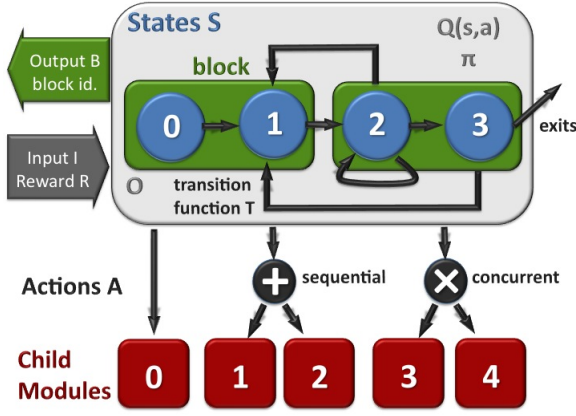 States S
Q(s,a)
π
Output B
block id.
block
0
1
2
3
exits
Input I
Reward R
O
transition
function T
Actions A
+
sequential
×
concurrent
Child
Modules
0
1
2
3
4